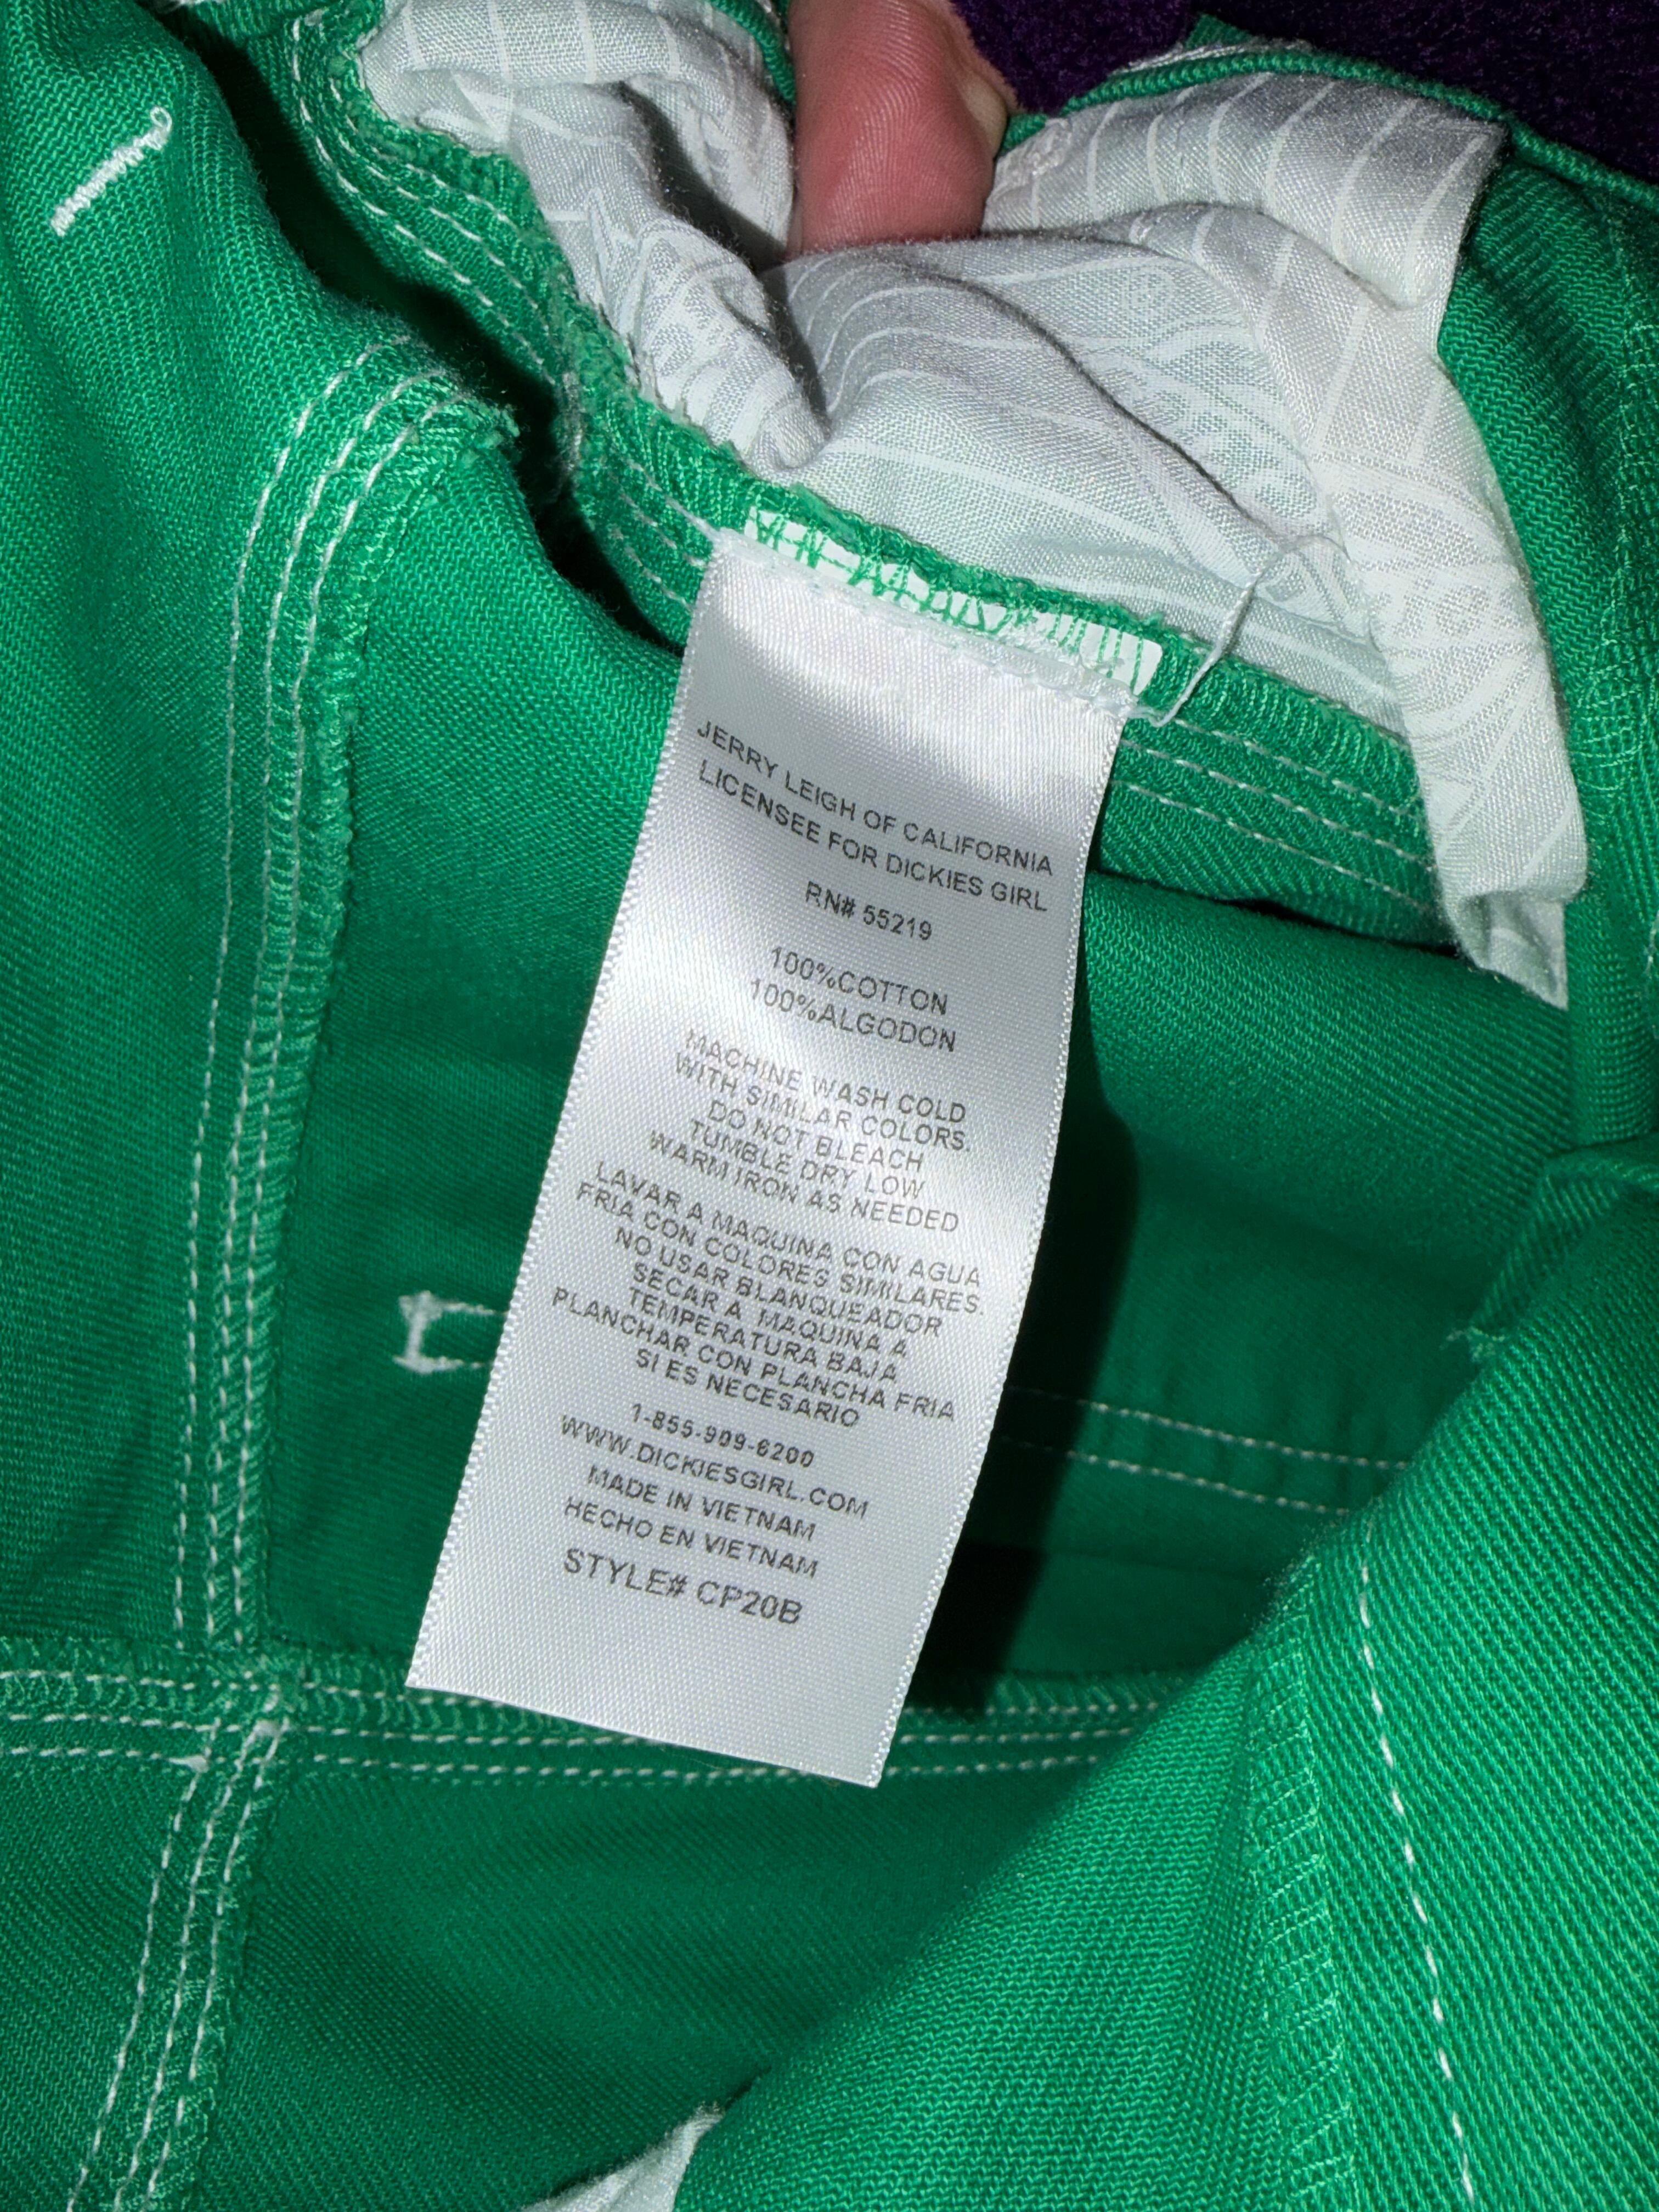 JERRY LEIGH OF CALIFORNIA
LICENSEE FOR DICKIES GIRL
RN# 55219
100%COTTON
100%ALGODON
MACHINE WASH COLD
WITH SIMILAR COLORS.
DO NOT BLEACH
TUMBLE DRY LOW
WARM IRON AS NEEDED
LAVAR A MAQUINA CON AGUA
FRIA CON COLORES SIMILARES.
NO USAR BLANQUEADOR
SECAR A MAQUINA A
TEMPERATURA BAJA
PLANCHAR CON PLANCHA FRIA
SI ES NECESARIO
1-855-909-6200
WWW.DICKIESGIRL.COM
MADE IN VIETNAM
HECHO EN VIETNAM
STYLE# CP20B